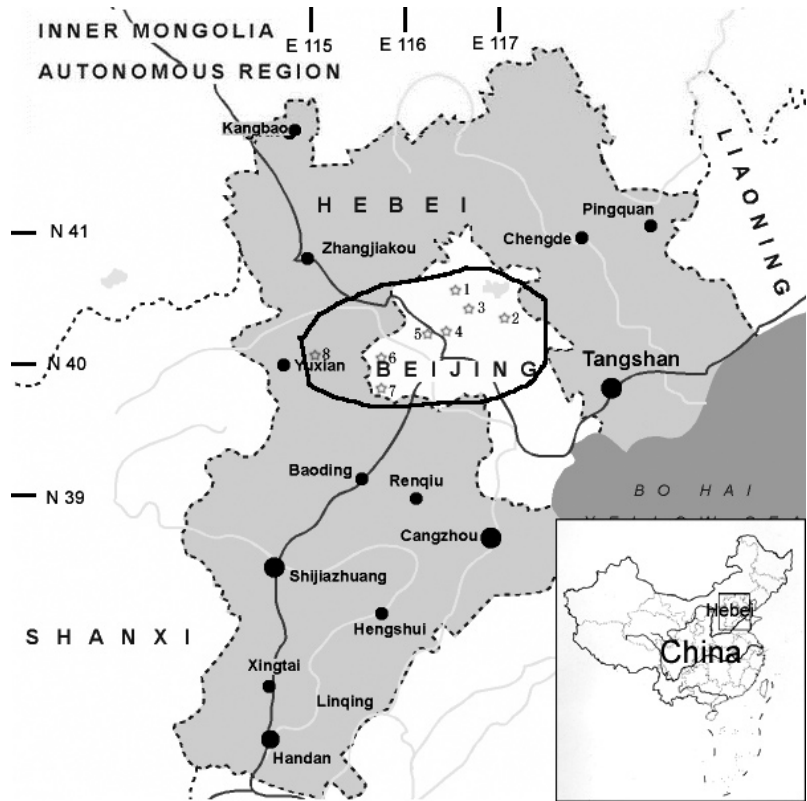 INNER MONGOLIA
AUTONOMOUS REGION
E 115
E 116
E 117
Kangbao
LIAONING
HEBEI
Pingquan
N 41
Chengde
Zhangjiakou
1
3
2
5
4
8
6
N 40
Yuxian
BEIJING
Tangshan
7
Baoding
Renqiu
N 39
BO HAI
Cangzhou
Shijiazhuang
Hebei
Hengshui
SHANXI
China
Xingtai
Linqing
Handan